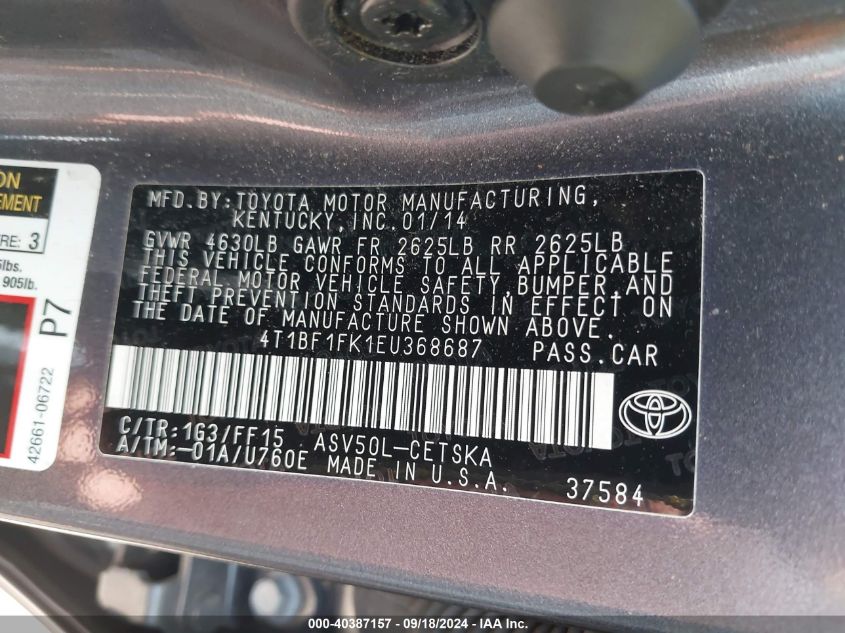 MFD.BY:TOYOTA MOTOR MANUFACTURING,
KENTUCKY,INC.01/14
GVWR 4630LB GAWR FR 2625LB RR 2625LB
THIS VEHICLE CONFORMS TO ALL APPLICABLE
FEDERAL MOTOR VEHICLE SAFETY, BUMPER, AND
THEFT PREVENTION STANDARDS IN EFFECT ON
THE DATE OF MANUFACTURE SHOWN ABOVE.
4T1BF1FK1EU368687 PASS.CAR
C/TR:1G3/FF15 ASV50L-CETSKA
A/TM:-01A/U760E MADE IN U.S.A. 37584
3
905lb.
P7
42661-06722
000-40387157 - 09/18/2024 - IAA Inc.